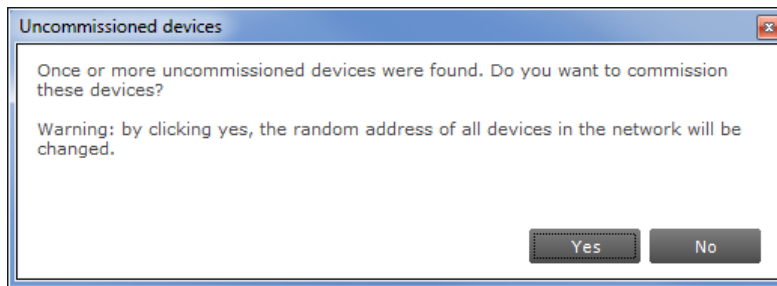 Uncommissioned devices
Once or more uncommissioned devices were found. Do you want to commission
these devices?
Warning: by clicking yes, the random address of all devices in the network will be
changed.
Yes No